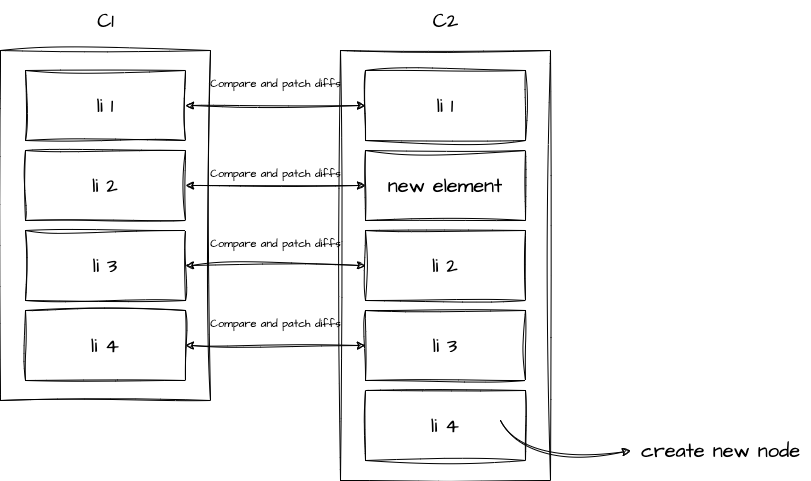 C1
C2
Compare and patch diffs
li 1
li 1
Compare and patch diffs
li 2
new element
Compare and patch diffs
li 3
li 2
Compare and patch diffs
li 4
li 3
li 4
create new node